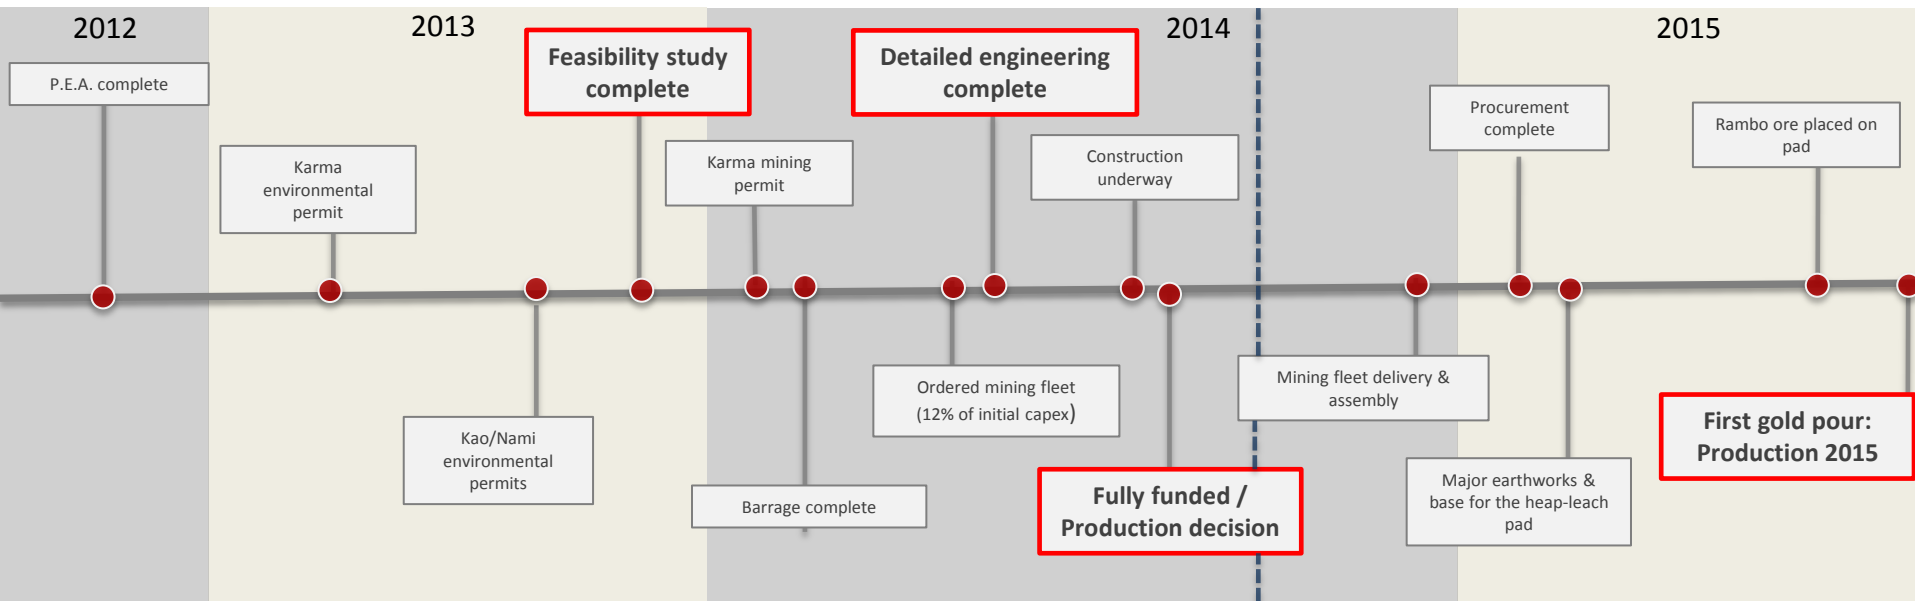 2012
2013
2014
2015
P.E.A. complete
Karma
environmental
permit
Kao/Nami
environmental
permits
Feasibility study
complete
Karma mining
permit
Barrage complete
Ordered mining fleet
(12% of initial capex)
Detailed engineering
complete
Construction
underway
Fully funded /
Production decision
Mining fleet delivery &
assembly
Procurement
complete
Major earthworks &
base for the heap-leach
pad
Rambo ore placed on
pad
First gold pour:
Production 2015